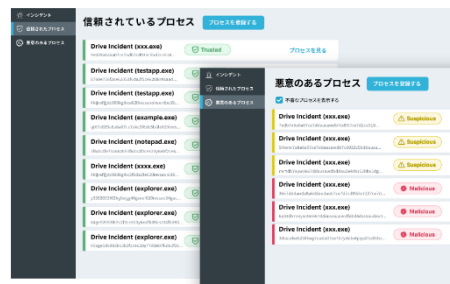 インシデント
信頼されたプロセス
悪意のあるプロセス
信頼されているプロセス
プロセスを登録する
Drive Incident (xxx.exe)
Trusted
プロセスを見る
Drive Incident (testapp.exe)
Drive Incident (testapp.exe)
Drive Incident (example.exe)
Drive Incident (notepad.exe)
Drive Incident (xxxx.exe)
Drive Incident (explorer.exe)
Drive Incident (explorer.exe)
Drive Incident (explorer.exe)
インシデント
信頼されたプロセス
悪意のあるプロセス
悪意のあるプロセス
プロセスを登録する
不審なプロセスを表示する
Drive Incident (xxx.exe)
Suspicious
Drive Incident (xxx.exe)
Suspicious
Drive Incident (xxx.exe)
Suspicious
Drive Incident (xxx.exe)
Malicious
Drive Incident (xxx.exe)
Malicious
Drive Incident (xxx.exe)
Malicious